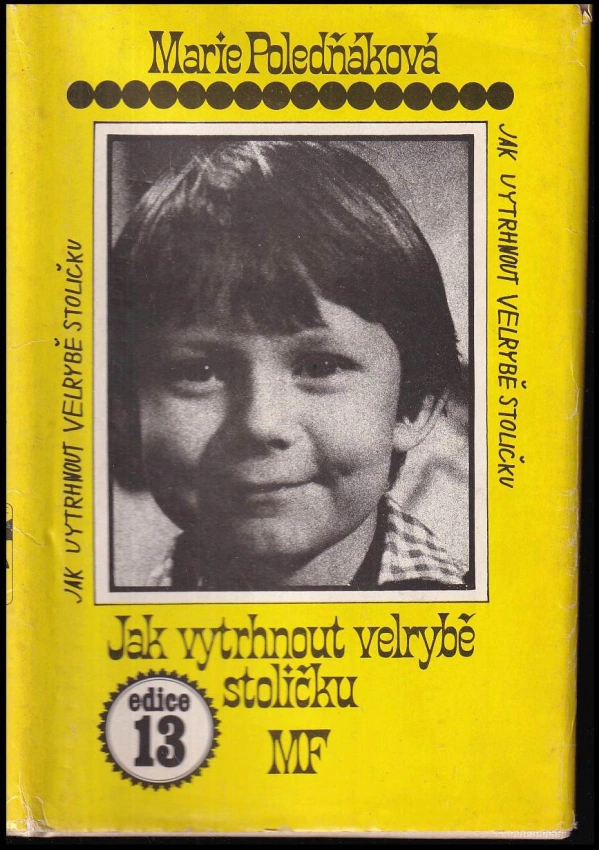 Marie Poledňáková
JAK VYTRHNOUT VELRYBĚ STOLIČKU
JAK VYTRHNOUT VELRYBĚ STOLIČKU
Jak vytrhnout velrybě
stoličku
edice
13
MF